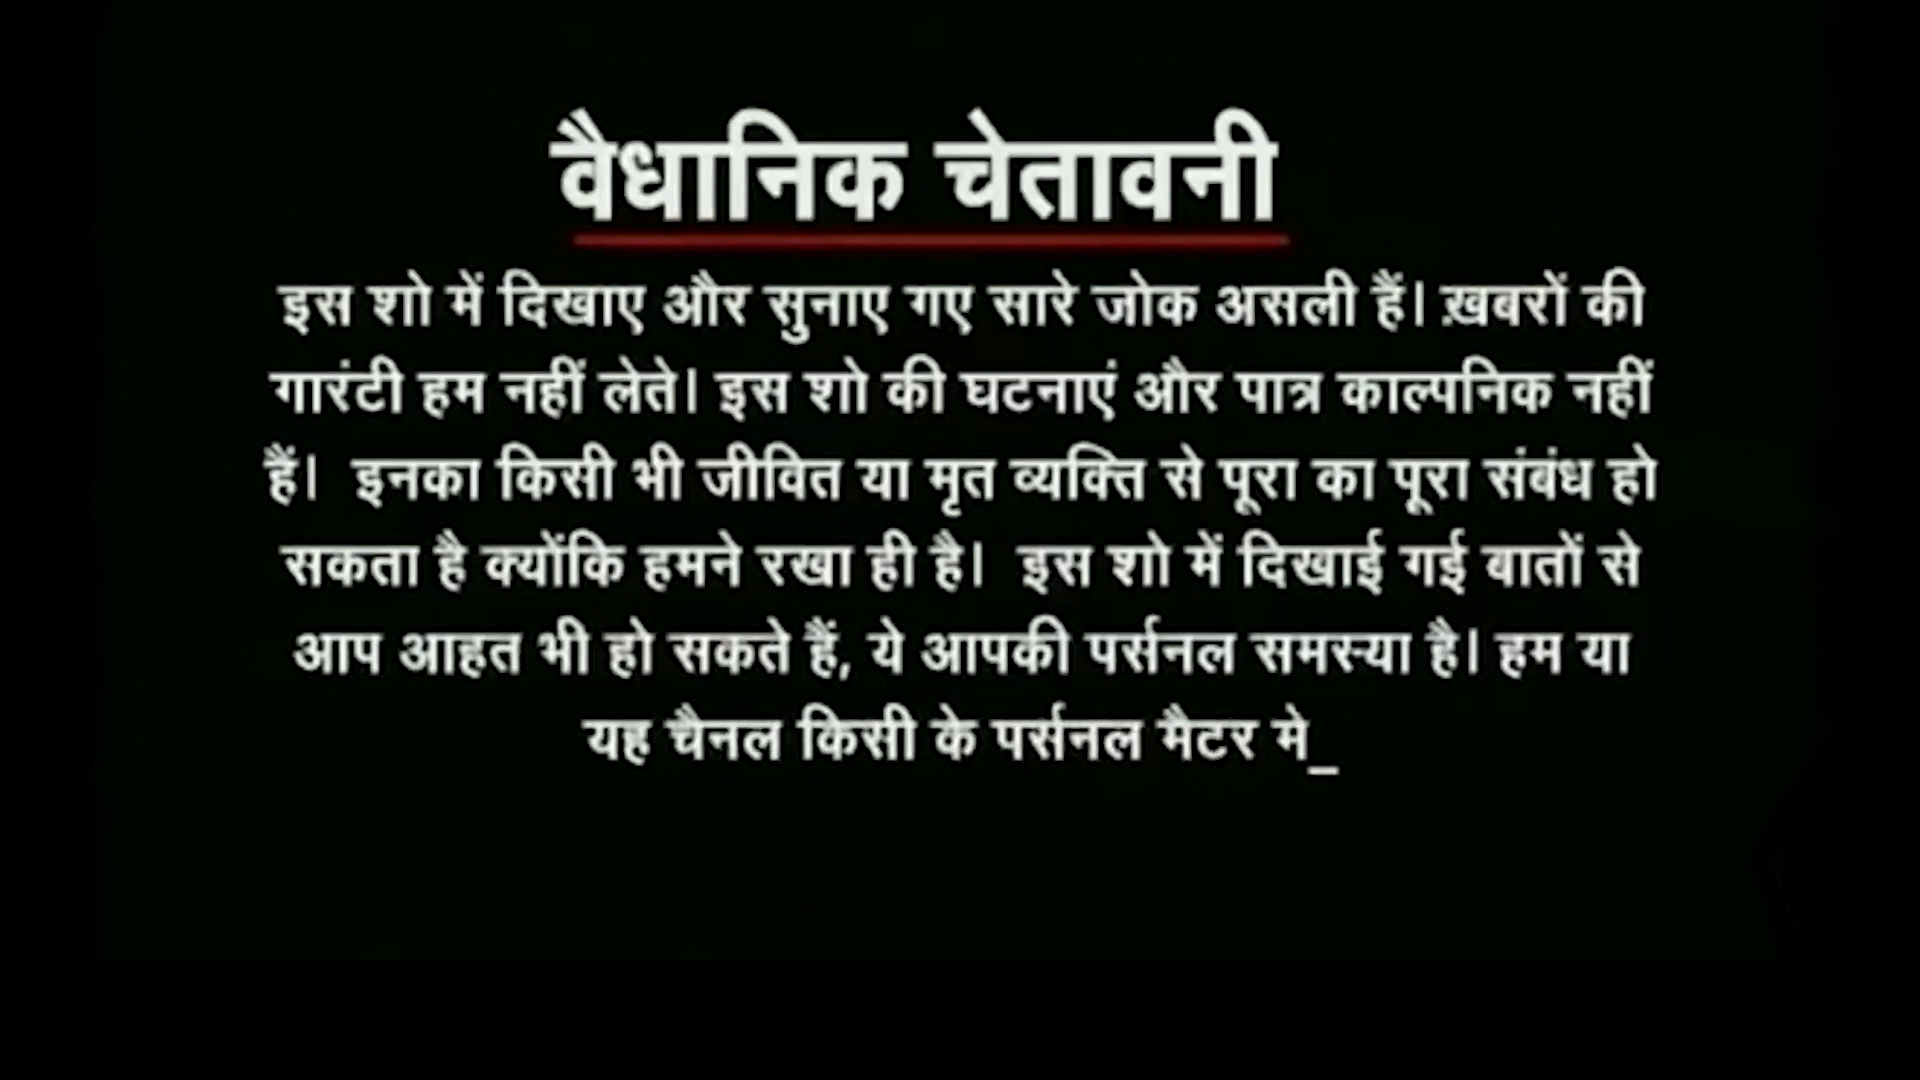 वैधानिक चेतावनी
इस शो में दिखाए और सुनाए गए सारे जोक असली हैं। ख़बरों की
गारंटी हम नहीं लेते। इस शो की घटनाएं और पात्र काल्पनिक नहीं
हैं। इनका किसी भी जीवित या मृत व्यक्ति से पूरा का पूरा संबंध हो
सकता है क्योंकि हमने रखा ही है। इस शो में दिखाई गई बातों से
आप आहत भी हो सकते हैं, ये आपकी पर्सनल समस्या है। हम या
यह चैनल किसी के पर्सनल मैटर मे_